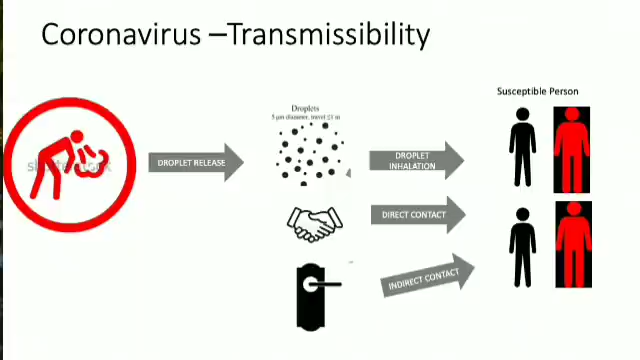 Coronavirus –Transmissibility
Susceptible Person
Droplets
DROPLET RELEASE
DROPLET
INHALATION
DIRECT CONTACT
INDIRECT CONTACT